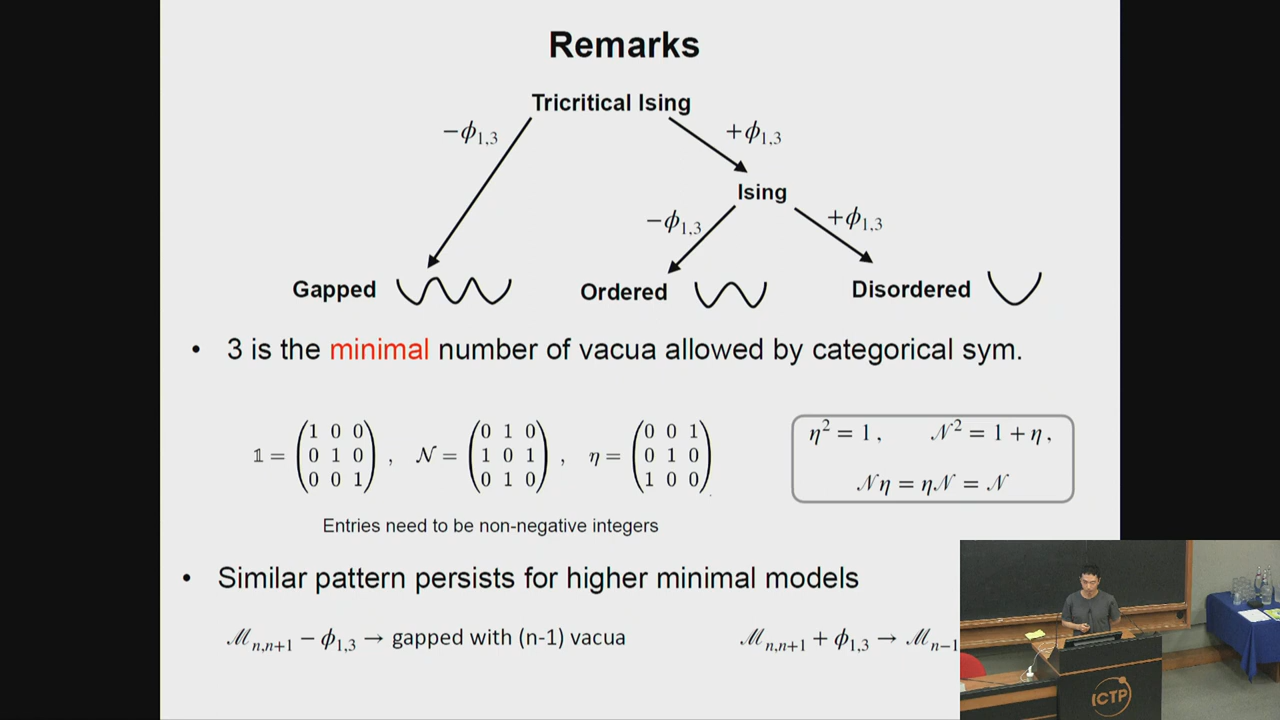 Remarks
Tricritical Ising
−ϕ1,3
+ϕ1,3
Ising
−ϕ1,3
+ϕ1,3
Gapped
Ordered
Disordered
• 3 is the minimal number of vacua allowed by categorical sym.
𝟙 = (1 0 0; 0 1 0; 0 0 1), 𝒩 = (0 1 0; 1 0 1; 0 1 0), η = (0 0 1; 0 1 0; 1 0 0)
η² = 1, 𝒩² = 1 + η,
𝒩η = η𝒩 = 𝒩
Entries need to be non-negative integers
• Similar pattern persists for higher minimal models
ℳn,n+1 − ϕ1,3 → gapped with (n-1) vacua
ℳn,n+1 + ϕ1,3 → ℳn−1
ICTP